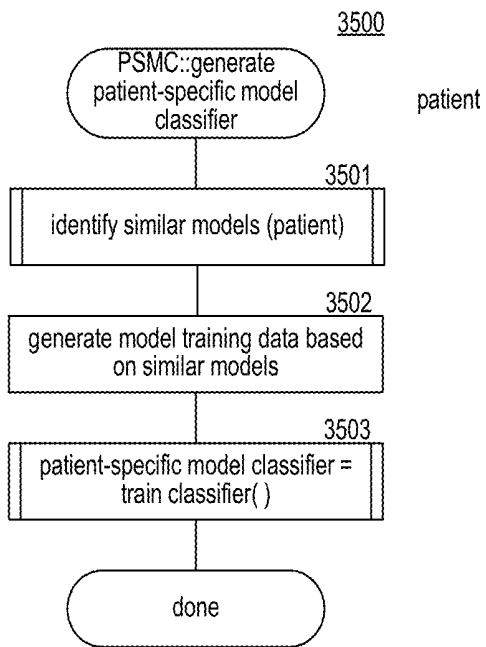 3500
PSMC::generate
patient-specific model
classifier
patient
3501
identify similar models (patient)
3502
generate model training data based
on similar models
3503
patient-specific model classifier =
train classifier( )
done